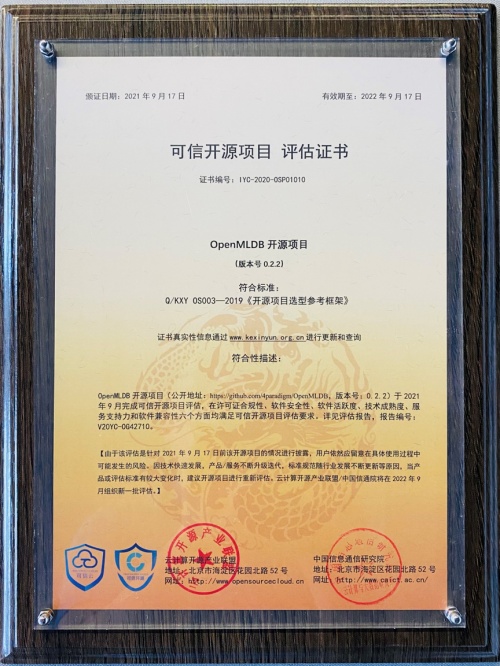 颁证日期：2021 年 9 月 17 日
有效期至：2022 年 9 月 17 日
可信开源项目 评估证书
证书编号：IYC-2020-OSP01010
OpenMLDB 开源项目
（版本号 0.2.2）
符合标准：
Q/KXY OS003—2019《开源项目选型参考框架》
证书真实性信息通过 www.kexinyun.org.cn 进行更新和查询
符合性描述：
OpenMLDB 开源项目（公开地址：https://github.com/4paradigm/OpenMLDB，版本号：0.2.2）于 2021
年 9 月完成可信开源项目评估，在许可证合规性、软件安全性、软件活跃度、技术成熟度、服
务支持力和软件兼容性六个方面均满足可信开源项目评估要求。详见评估报告，报告编号：
V20YC-OG42710。
【由于该评估是针对 2021 年 9 月 17 日前该开源项目的情况进行披露，用户依然应留意在具体使用过程中
可能发生的风险。因技术快速发展，产品/服务不断升级迭代，标准规范随行业发展不断更新等原因，当产
品或评估标准有较大变化时，建议开源项目进行重新评估。云计算开源产业联盟/中国信通院将在 2022 年 9
月组织新一批评估。】
云计算开源产业联盟
地址：北京市海淀区花园北路 52 号
网址：http://www.opensourcecloud.cn/
中国信息通信研究院
地址：北京市海淀区花园北路 52 号
网址：http://www.caict.ac.cn/